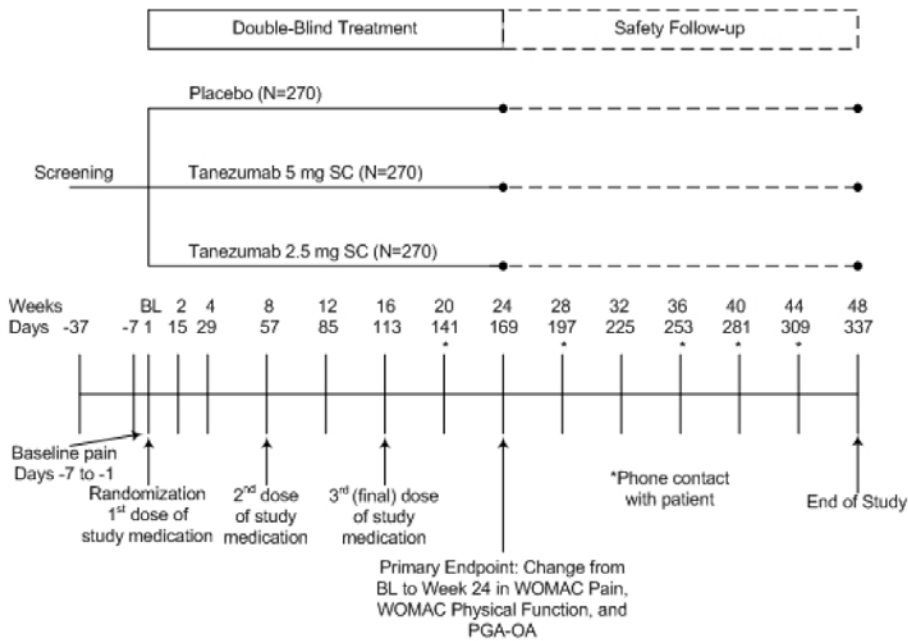 Double-Blind Treatment
Safety Follow-up
Placebo (N=270)
Screening
Tanezumab 5 mg SC (N=270)
Tanezumab 2.5 mg SC (N=270)
Weeks BL 2 4 8 12 16 20 24 28 32 36 40 44 48
Days -37 -7 1 15 29 57 85 113 141 169 197 225 253 281 309 337
* * * * *
Baseline pain
Days -7 to -1
Randomization
1st dose of
study medication
2nd dose
of study
medication
3rd (final) dose
of study
medication
*Phone contact
with patient
End of Study
Primary Endpoint: Change from
BL to Week 24 in WOMAC Pain,
WOMAC Physical Function, and
PGA-OA